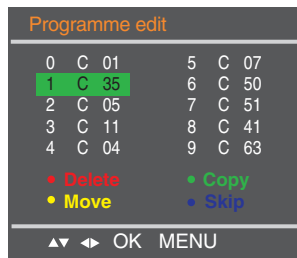 Programme edit
0 C 01 5 C 07
1 C 35 6 C 50
2 C 05 7 C 51
3 C 11 8 C 41
4 C 04 9 C 63
• Delete • Copy
• Move • Skip
▲▼ ◀▶ OK MENU